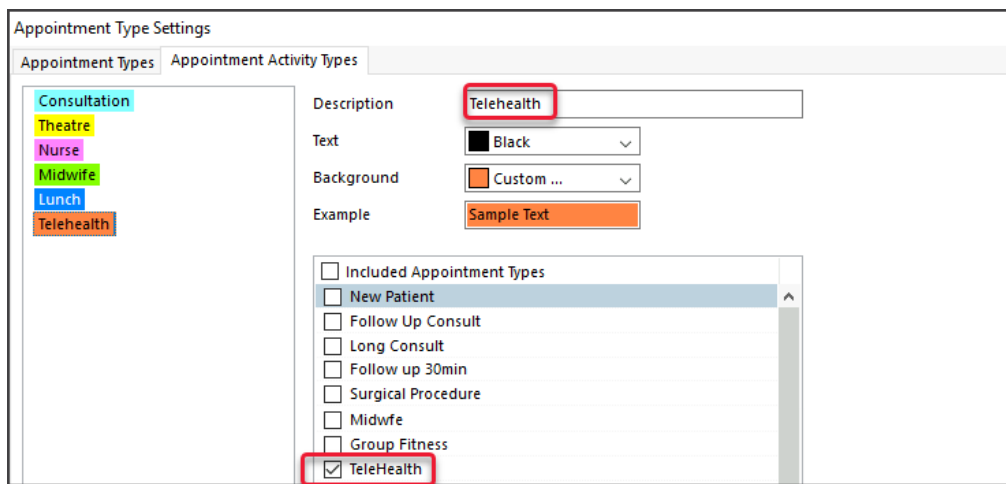 Appointment Type Settings
Appointment Types Appointment Activity Types
Consultation
Theatre
Nurse
Midwife
Lunch
Telehealth
Description Telehealth
Text Black
Background Custom ...
Example Sample Text
Included Appointment Types
New Patient
Follow Up Consult
Long Consult
Follow up 30min
Surgical Procedure
Midwfe
Group Fitness
TeleHealth